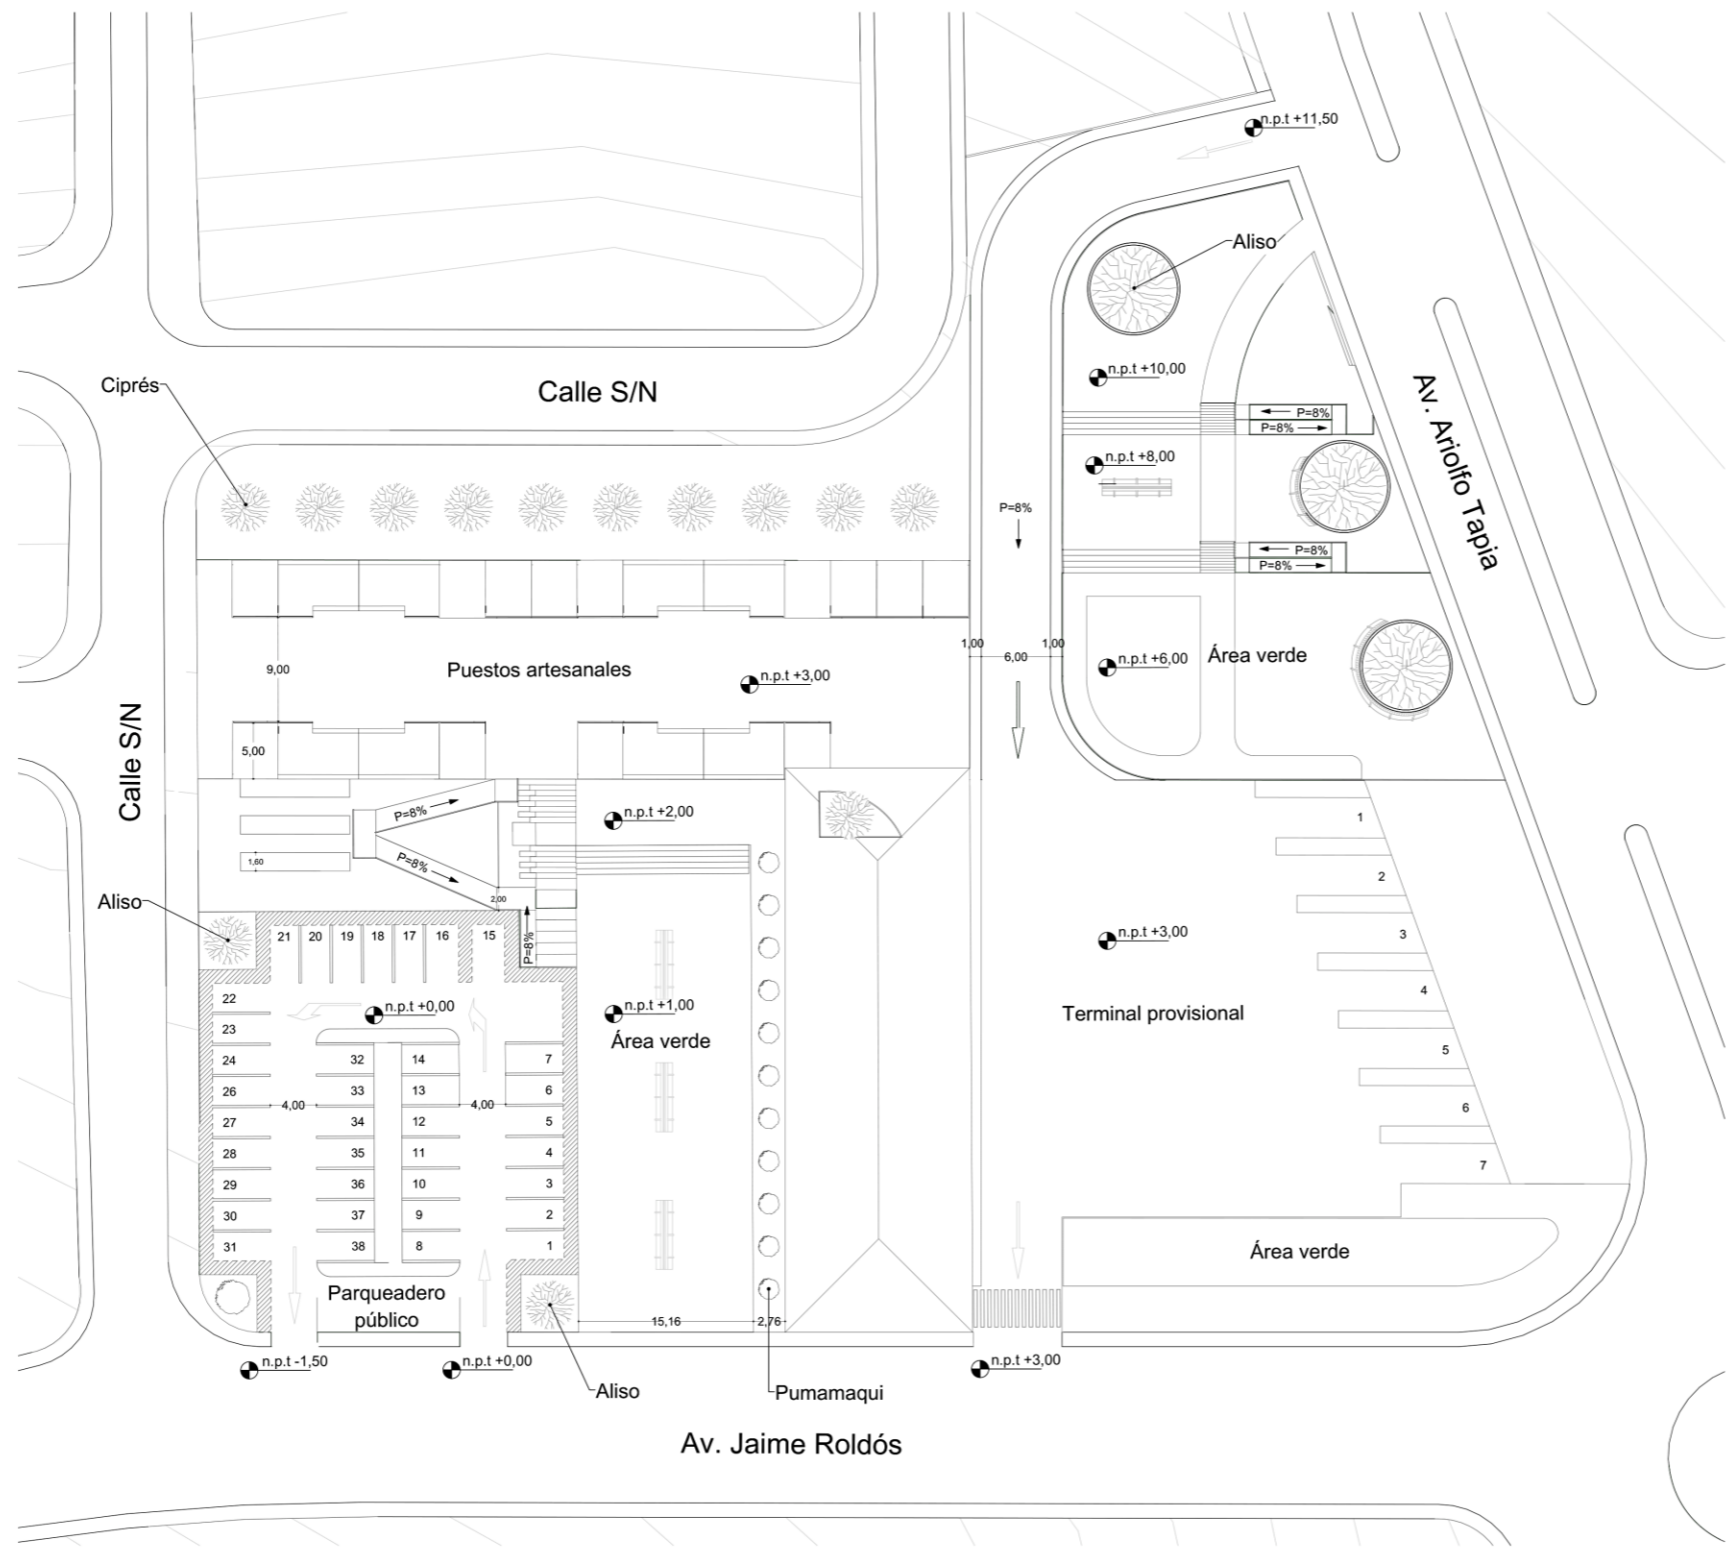 n.p.t +11,50
Aliso
n.p.t +10,00
Ciprés
Calle S/N
Av. Ariolfo Tapia
P=8%
P=8%
n.p.t +8,00
P=8%
P=8%
P=8%
1,00
6,00
1,00
n.p.t +6,00
Área verde
9,00
Puestos artesanales
n.p.t +3,00
5,00
Calle S/N
P=8%
n.p.t +2,00
1
1,60
P=8%
2
2,00
Aliso
P=8%
21
20
19
18
17
16
15
3
n.p.t +3,00
4
22
n.p.t +0,00
n.p.t +1,00
Terminal provisional
23
Área verde
5
24
32
14
7
26
33
13
6
4,00
4,00
6
27
34
12
5
28
35
11
4
7
29
36
10
3
30
37
9
2
31
38
8
1
Área verde
Parqueadero
público
15,16
2,76
n.p.t -1,50
n.p.t +0,00
n.p.t +3,00
Aliso
Pumamaqui
Av. Jaime Roldós